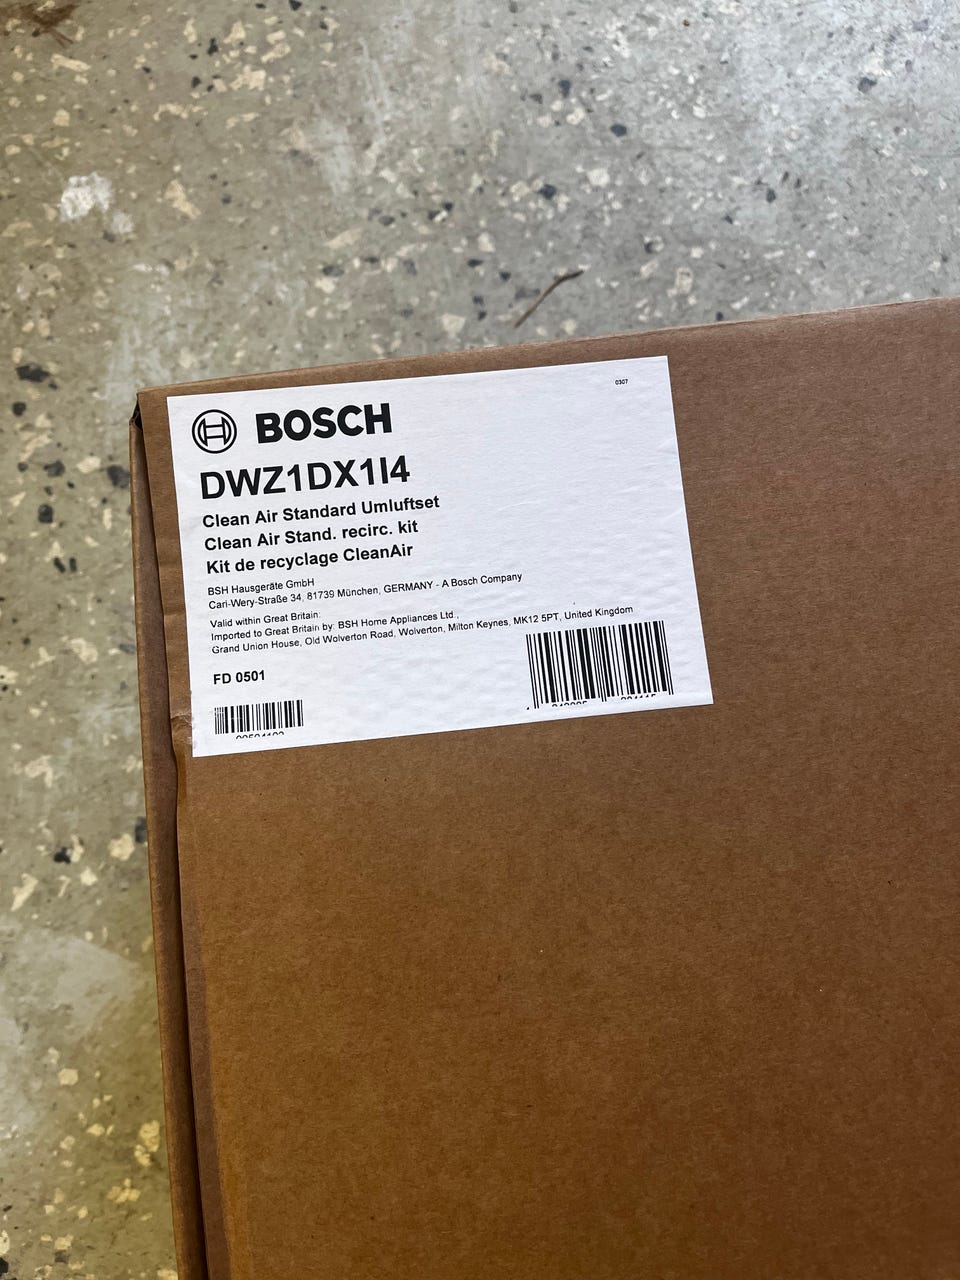 0307
BOSCH
DWZ1DX1I4
Clean Air Standard Umluftset
Clean Air Stand. recirc. kit
Kit de recyclage CleanAir
BSH Hausgeräte GmbH
Carl-Wery-Straße 34, 81739 München, GERMANY - A Bosch Company
Valid within Great Britain:
Imported to Great Britain by: BSH Home Appliances Ltd.,
Grand Union House, Old Wolverton Road, Wolverton, Milton Keynes, MK12 5PT, United Kingdom
FD 0501